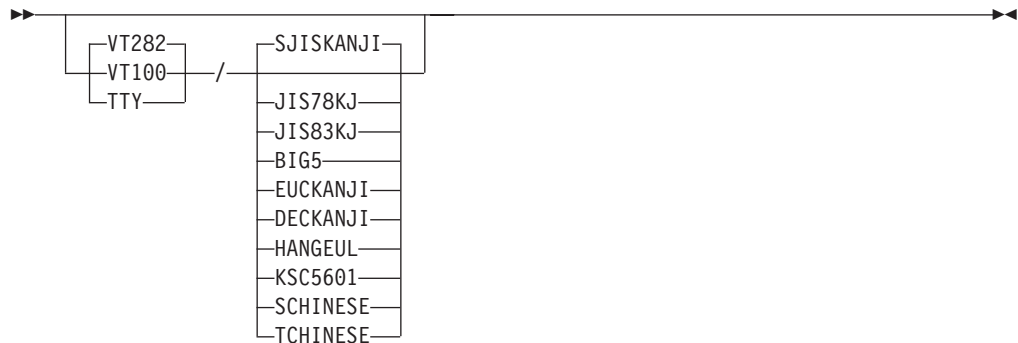 VT282
SJISKANJI
VT100
/
TTY
JIS78KJ
JIS83KJ
BIG5
EUCKANJI
DECKANJI
HANGEUL
KSC5601
SCHINESE
TCHINESE